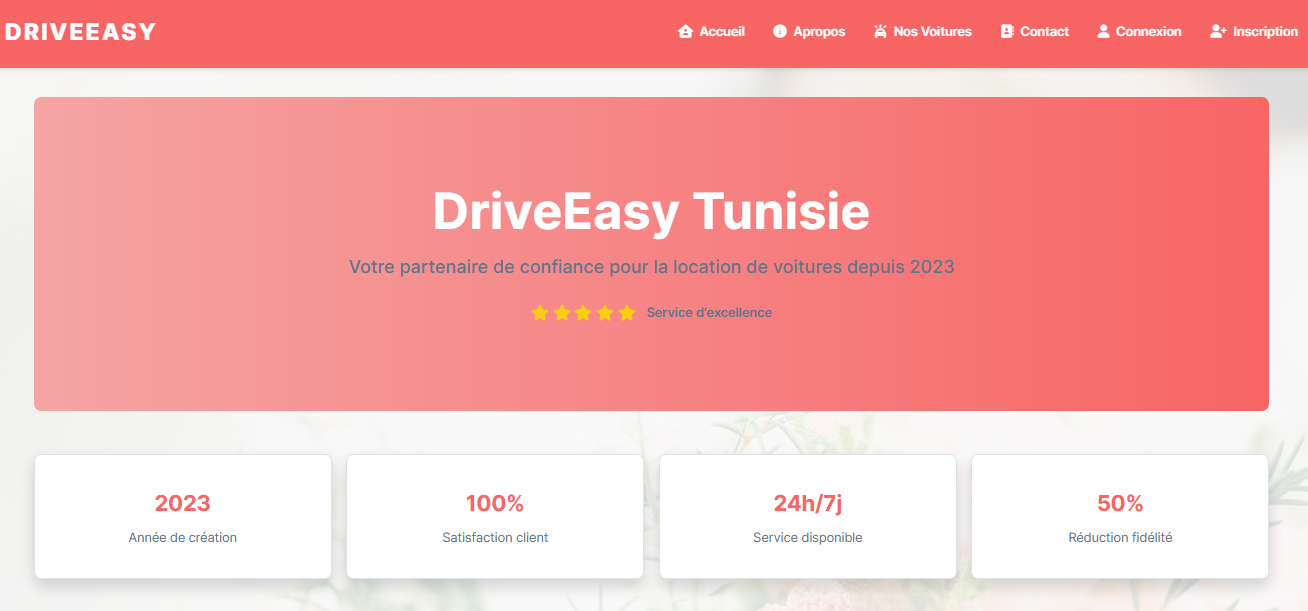 DRIVEEASY
Accueil Apropos Nos Voitures Contact Connexion Inscription
DriveEasy Tunisie
Votre partenaire de confiance pour la location de voitures depuis 2023
Service d'excellence
2023 100% 24h/7j 50%
Année de création Satisfaction client Service disponible Réduction fidélité